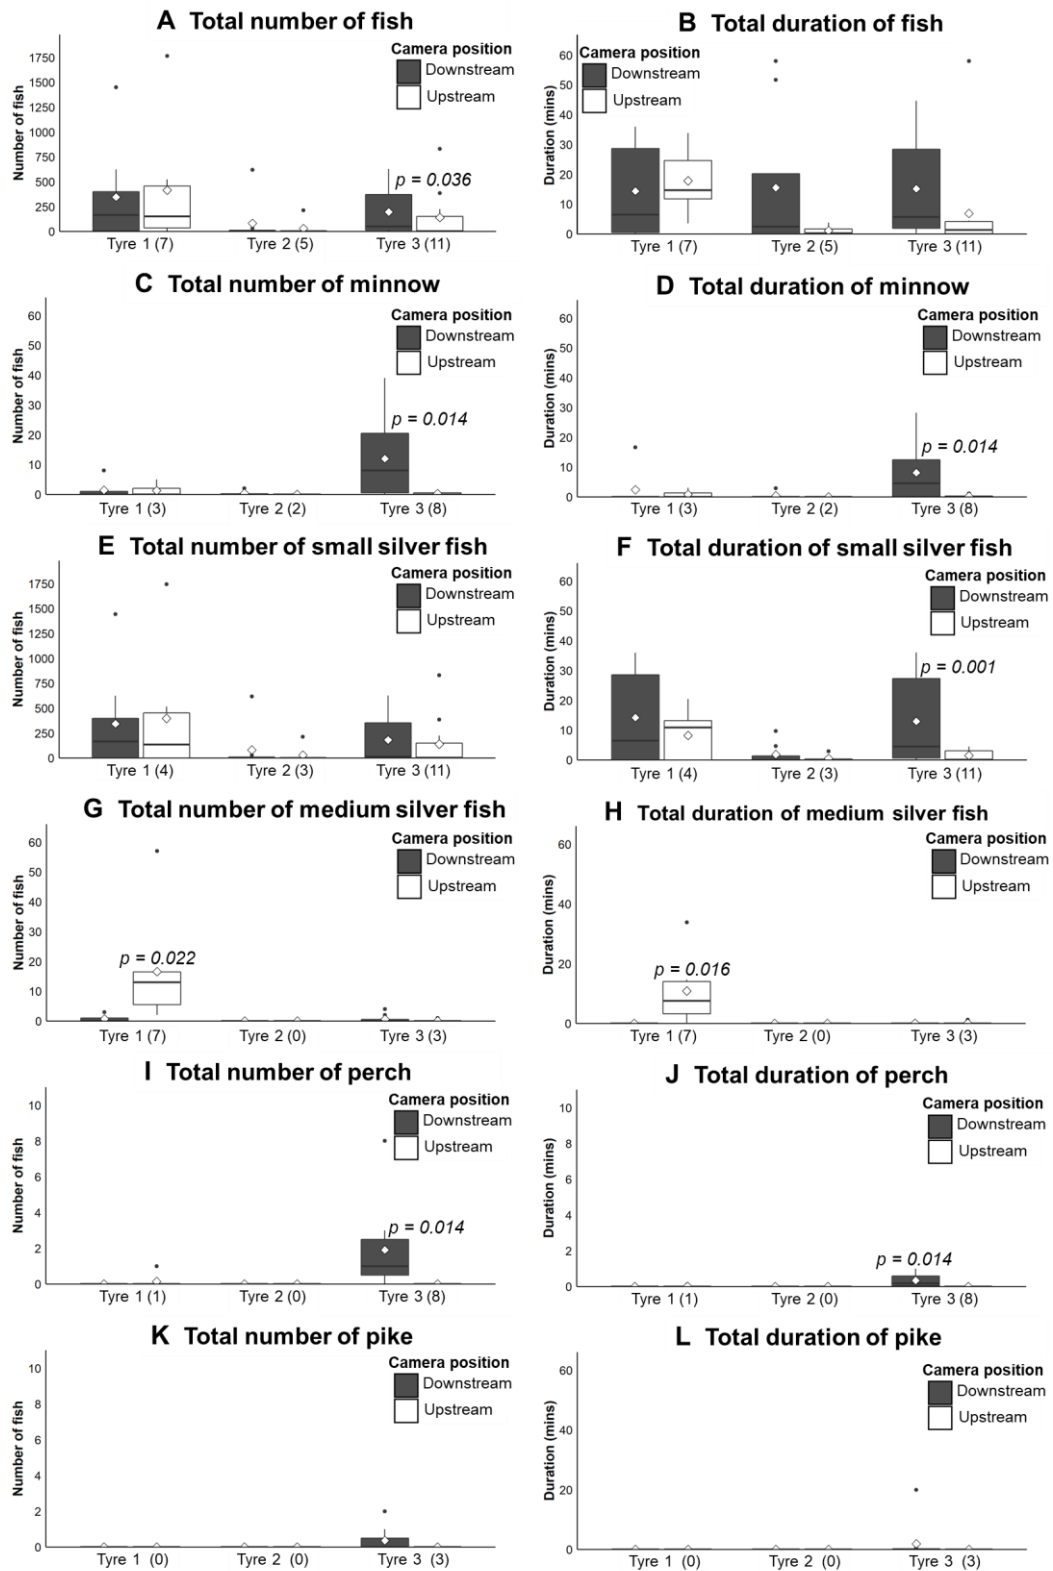 A Total number of fish
Number of fish
1750
1500
1250
1000
750
500
250
0
Camera position
Downstream
Upstream
p = 0.036
Tyre 1 (7) Tyre 2 (5) Tyre 3 (11)
B Total duration of fish
Duration (mins)
60
50
40
30
20
10
0
Camera position
Downstream
Upstream
Tyre 1 (7) Tyre 2 (5) Tyre 3 (11)
C Total number of minnow
Number of fish
60
50
40
30
20
10
0
Camera position
Downstream
Upstream
p = 0.014
Tyre 1 (3) Tyre 2 (2) Tyre 3 (8)
D Total duration of minnow
Duration (mins)
60
50
40
30
20
10
0
Camera position
Downstream
Upstream
p = 0.014
Tyre 1 (3) Tyre 2 (2) Tyre 3 (8)
E Total number of small silver fish
Number of fish
1750
1500
1250
1000
750
500
250
0
Camera position
Downstream
Upstream
Tyre 1 (4) Tyre 2 (3) Tyre 3 (11)
F Total duration of small silver fish
Duration (mins)
60
50
40
30
20
10
0
Camera position
Downstream
Upstream
p = 0.001
Tyre 1 (4) Tyre 2 (3) Tyre 3 (11)
G Total number of medium silver fish
Number of fish
60
50
40
30
20
10
0
Camera position
Downstream
Upstream
p = 0.022
Tyre 1 (7) Tyre 2 (0) Tyre 3 (3)
H Total duration of medium silver fish
Duration (mins)
60
40
20
0
Camera position
Downstream
Upstream
p = 0.016
Tyre 1 (7) Tyre 2 (0) Tyre 3 (3)
I Total number of perch
Number of fish
10
8
6
4
2
0
Camera position
Downstream
Upstream
p = 0.014
Tyre 1 (1) Tyre 2 (0) Tyre 3 (8)
J Total duration of perch
Duration (mins)
10
8
6
4
2
0
Camera position
Downstream
Upstream
p = 0.014
Tyre 1 (1) Tyre 2 (0) Tyre 3 (8)
K Total number of pike
Number of fish
10
8
6
4
2
0
Camera position
Downstream
Upstream
Tyre 1 (0) Tyre 2 (0) Tyre 3 (3)
L Total duration of pike
Duration (mins)
60
40
20
0
Camera position
Downstream
Upstream
Tyre 1 (0) Tyre 2 (0) Tyre 3 (3)